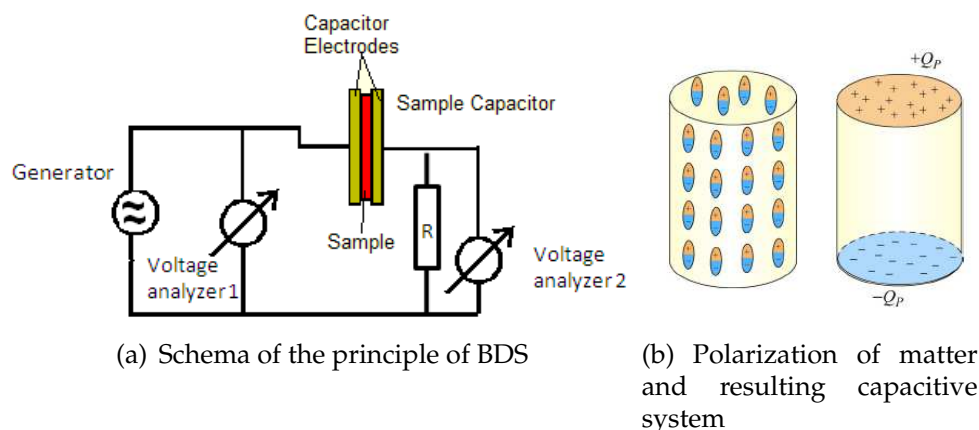 Capacitor
Electrodes
Sample Capacitor
Generator
Sample
R
Voltage
analyzer 1
Voltage
analyzer 2
(a) Schema of the principle of BDS
+Q_P
−Q_P
(b) Polarization of matter
and resulting capacitive
system